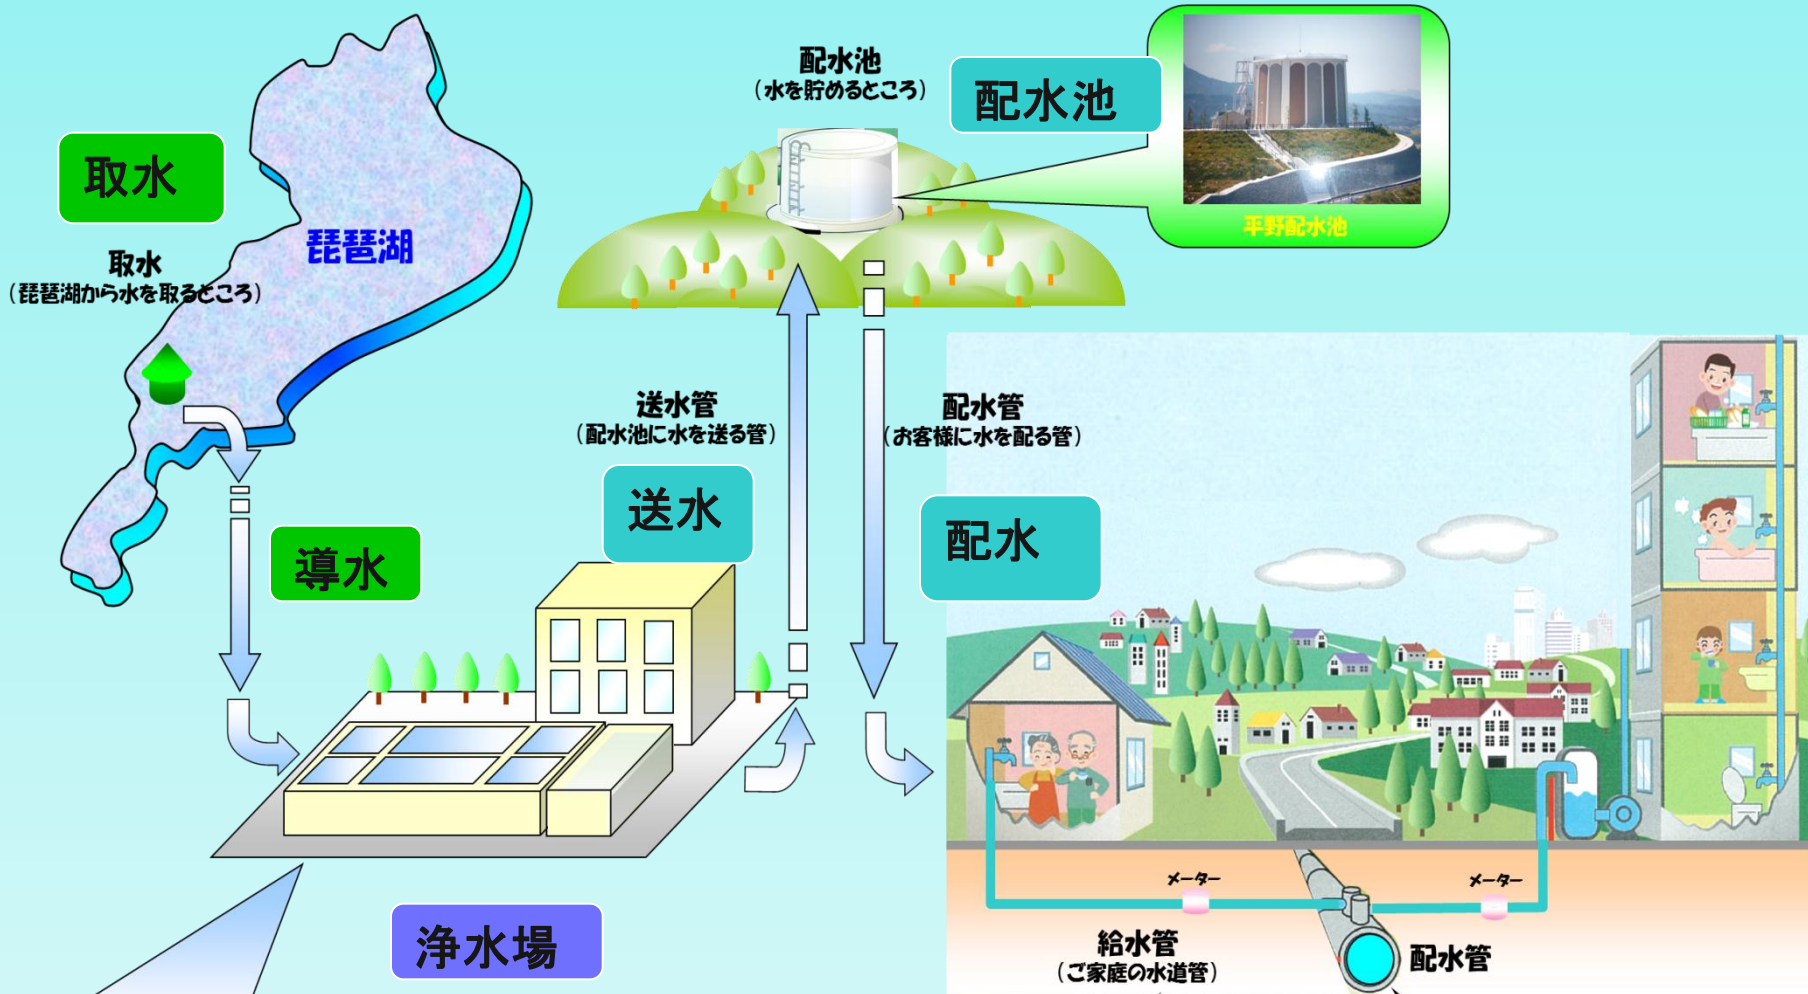 取水
取水
（琵琶湖から水を取るところ）
琵琶湖
導水
浄水場
送水管
（配水池に水を送る管）
送水
配水池
（水を貯めるところ）
配水池
平野配水池
配水管
（お客様に水を配る管）
配水
メーター
メーター
給水管
（ご家庭の水道管）
配水管